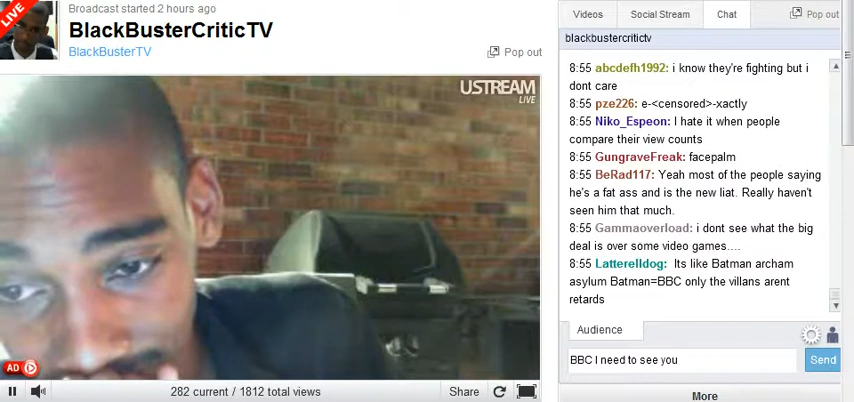 LIVE
Broadcast started 2 hours ago
BlackBusterCriticTV
BlackBusterTV
Pop out
USTREAM
LIVE
AD
282 current / 1812 total views
Share
Videos
Social Stream
Chat
Pop out
blackbustercritictv
8:55 abcdefh1992: i know they're fighting but i
dont care
8:55 pze226: e-<censored>-xactly
8:55 Niko_Espeon: I hate it when people
compare their view counts
8:55 GungraveFreak: facepalm
8:55 BeRad117: Yeah most of the people saying
he's a fat ass and is the new liat. Really haven't
seen him that much.
8:55 Gammaoverload: i dont see what the big
deal is over some video games....
8:55 Latterelldog: Its like Batman archam
asylum Batman=BBC only the villans arent
retards
Audience
BBC I need to see you
Send
More